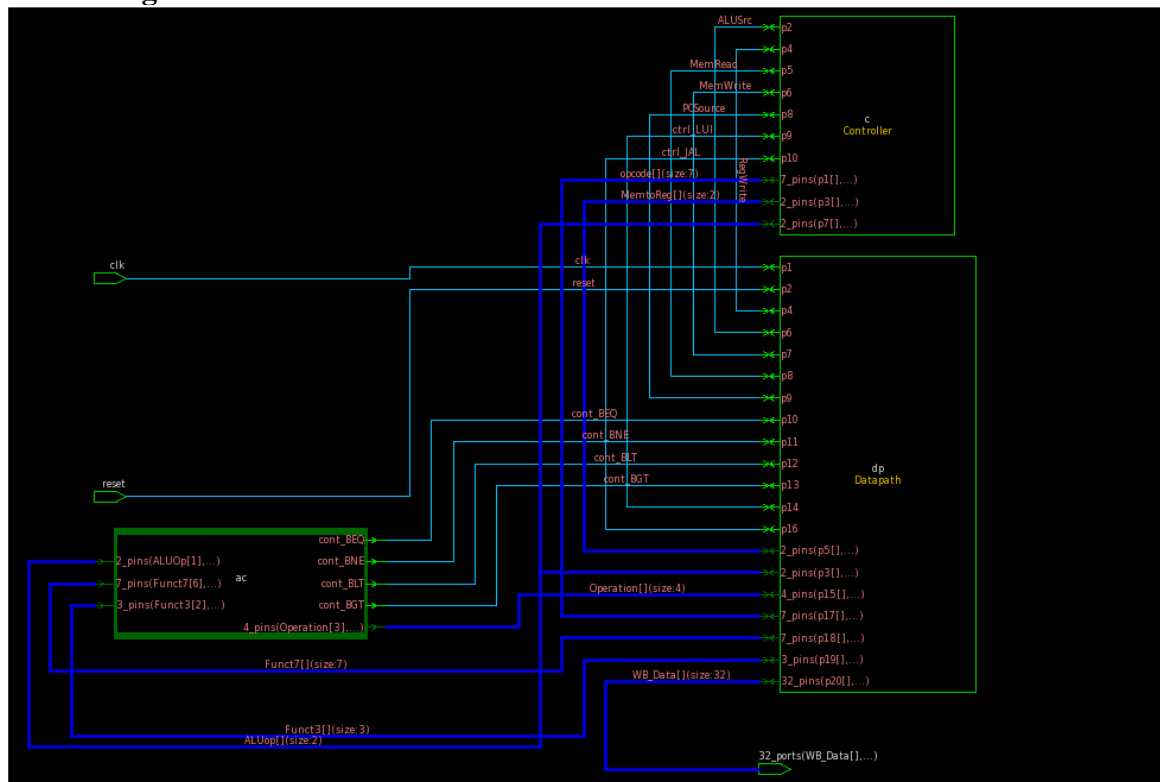 ALUSrc
p2
p4
MemRead
p5
MemWrite
p6
PCSource
p8
c
Controller
ctrl_LUI
p9
ctrl_JAL
p10
RegWrite
opcode[](size:7)
7_pins(p1[],...)
MemtoReg[](size:2)
2_pins(p3[],...)
2_pins(p7[],...)
clk
clk
p1
reset
p2
p4
p6
p7
p8
p9
cont_BEQ
p10
cont_BNE
p11
cont_BLT
p12
dp
Datapath
cont_BGT
p13
reset
p14
p16
cont_BEQ
2_pins(p5[],...)
2_pins(ALUOp[1],...)
cont_BNE
2_pins(p3[],...)
ac
7_pins(Funct7[6],...)
cont_BLT
Operation[](size:4)
4_pins(p15[],...)
3_pins(Funct3[2],...)
cont_BGT
7_pins(p17[],...)
4_pins(Operation[3],...)
7_pins(p18[],...)
Funct7[](size:7)
3_pins(p19[],...)
WB_Data[](size:32)
32_pins(p20[],...)
Funct3[](size:3)
ALUop[](size:2)
32_ports(WB_Data[],...)